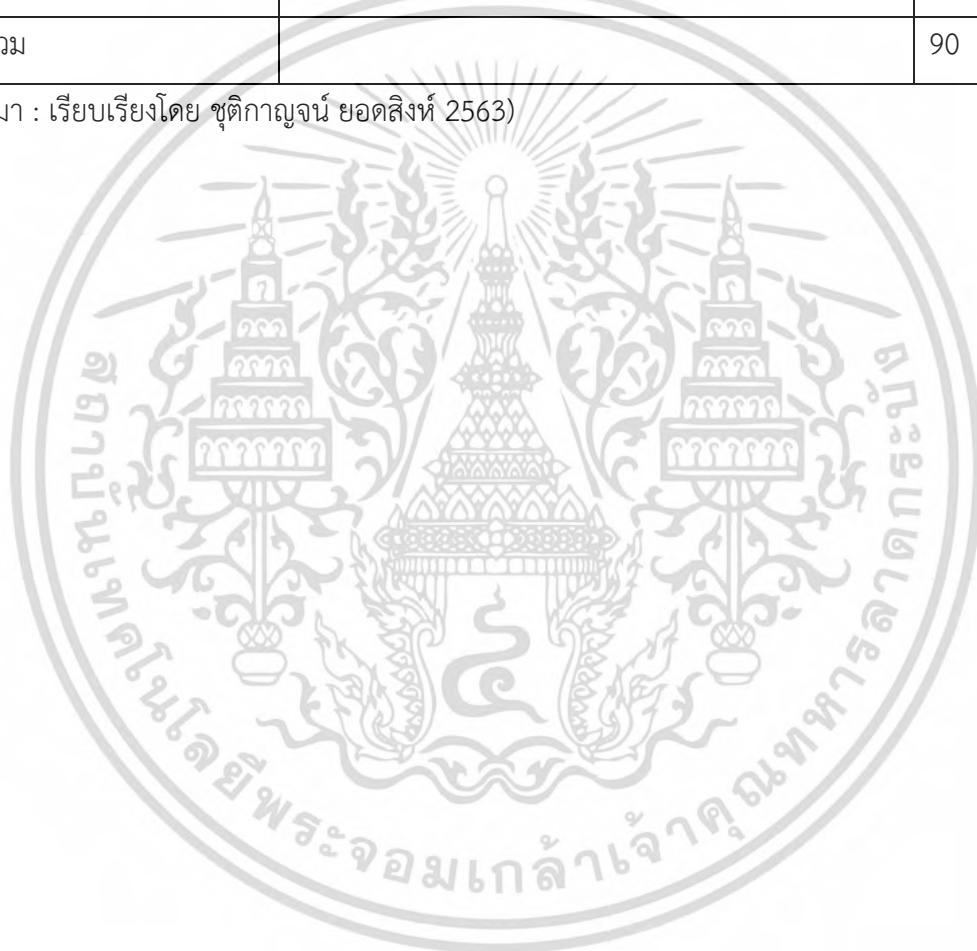 วม 90
มา : เรียบเรียงโดย ชุติกาญจน์ ยอดสิงห์ 2563)
๔
สถาบันเทคโนโลยีพระจอมเกล้าเจ้าคุณทหารลาดกระบัง